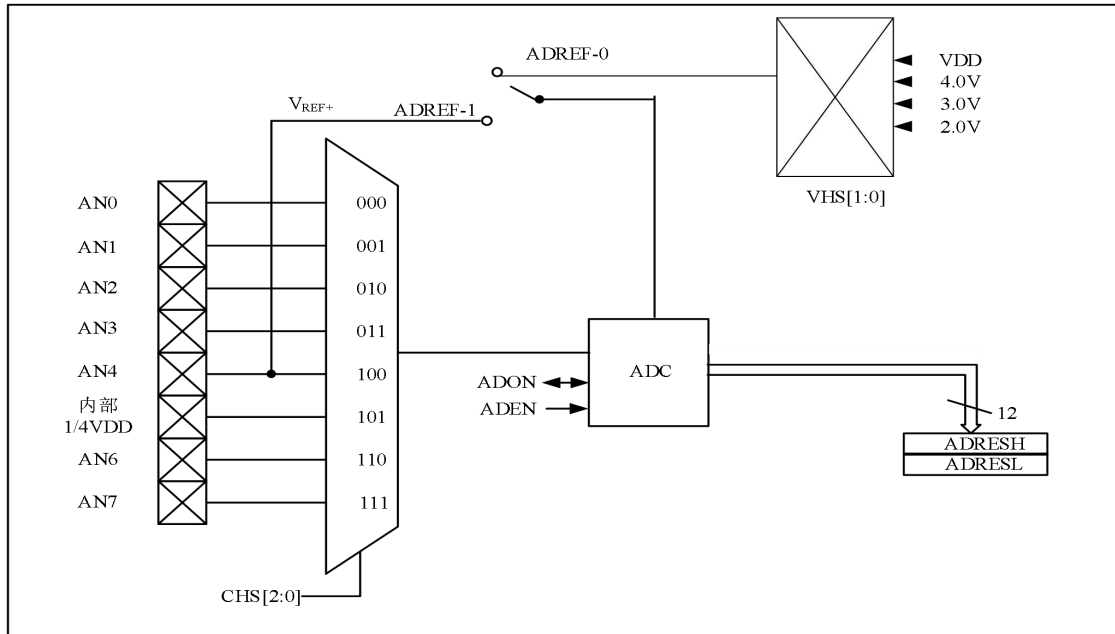 ADREF-0
VDD
4.0V
3.0V
2.0V
VHS[1:0]
VREF+
ADREF-1
AN0
000
AN1
001
AN2
010
AN3
011
AN4
100
内部
1/4VDD
101
AN6
110
AN7
111
CHS[2:0]
ADC
ADON
ADEN
12
ADRESH
ADRESL